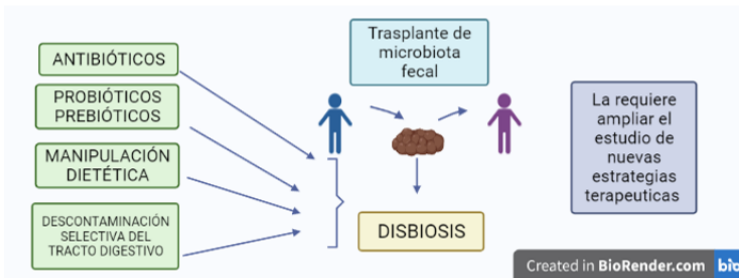 ANTIBIÓTICOS
PROBIÓTICOS
PREBIÓTICOS
MANIPULACIÓN
DIETÉTICA
DESCONTAMINACIÓN
SELECTIVA DEL
TRACTO DIGESTIVO
Trasplante de
microbiota
fecal
DISBIOSIS
La requiere
ampliar el
estudio de
nuevas
estrategias
terapeuticas
Created in BioRender.com bio